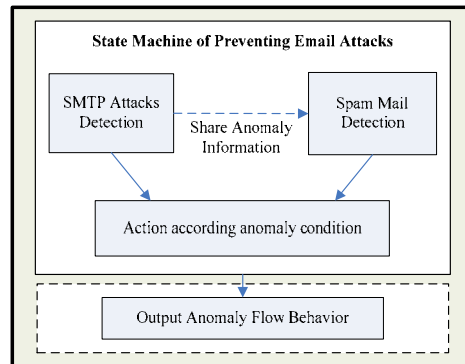 State Machine of Preventing Email Attacks
SMTP Attacks
Detection
Share Anomaly
Information
Spam Mail
Detection
Action according anomaly condition
Output Anomaly Flow Behavior